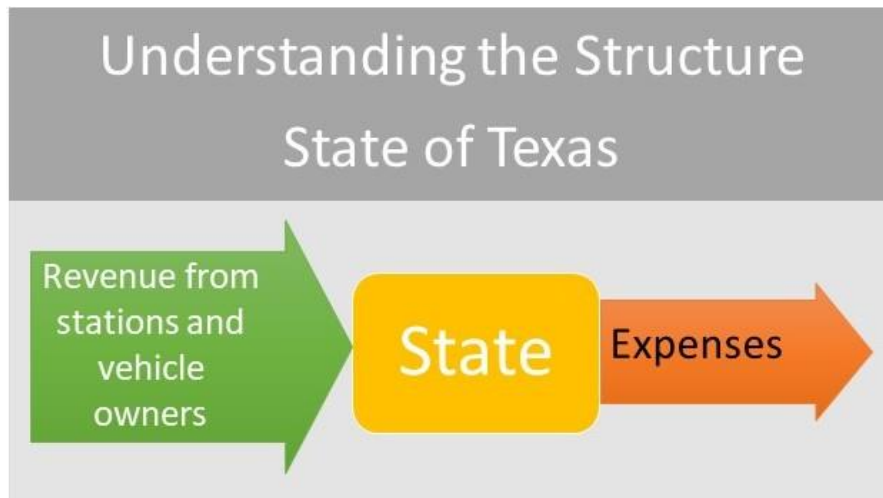 Understanding the Structure
State of Texas
Revenue from
stations and
vehicle
owners
State
Expenses